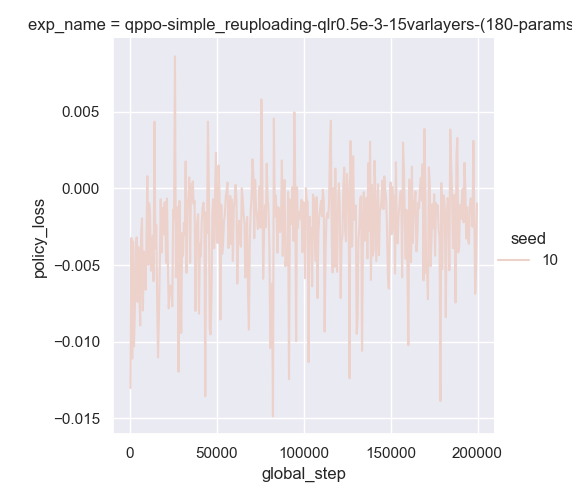 exp_name = qppo-simple_reuploading-qlr0.5e-3-15varlayers-(180-params
0.005
0.000
−0.005
−0.010
−0.015
policy_loss
0
50000
100000
150000
200000
global_step
seed
10